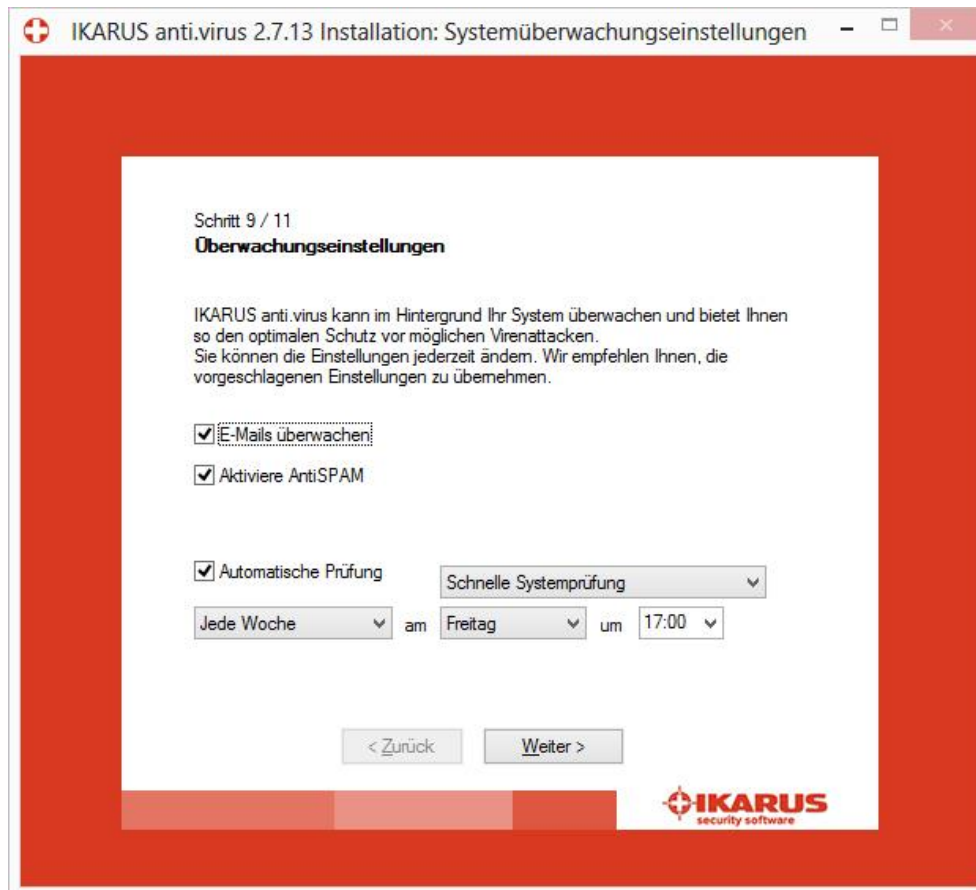 IKARUS anti.virus 2.7.13 Installation: Systemüberwachungseinstellungen
Schritt 9 / 11
Überwachungseinstellungen
IKARUS anti.virus kann im Hintergrund Ihr System überwachen und bietet Ihnen
so den optimalen Schutz vor möglichen Virenattacken.
Sie können die Einstellungen jederzeit ändern. Wir empfehlen Ihnen, die
vorgeschlagenen Einstellungen zu übernehmen.
E-Mails überwachen
Aktiviere AntiSPAM
Automatische Prüfung Schnelle Systemprüfung
Jede Woche am Freitag um 17:00
< Zurück Weiter >
IKARUS
security software